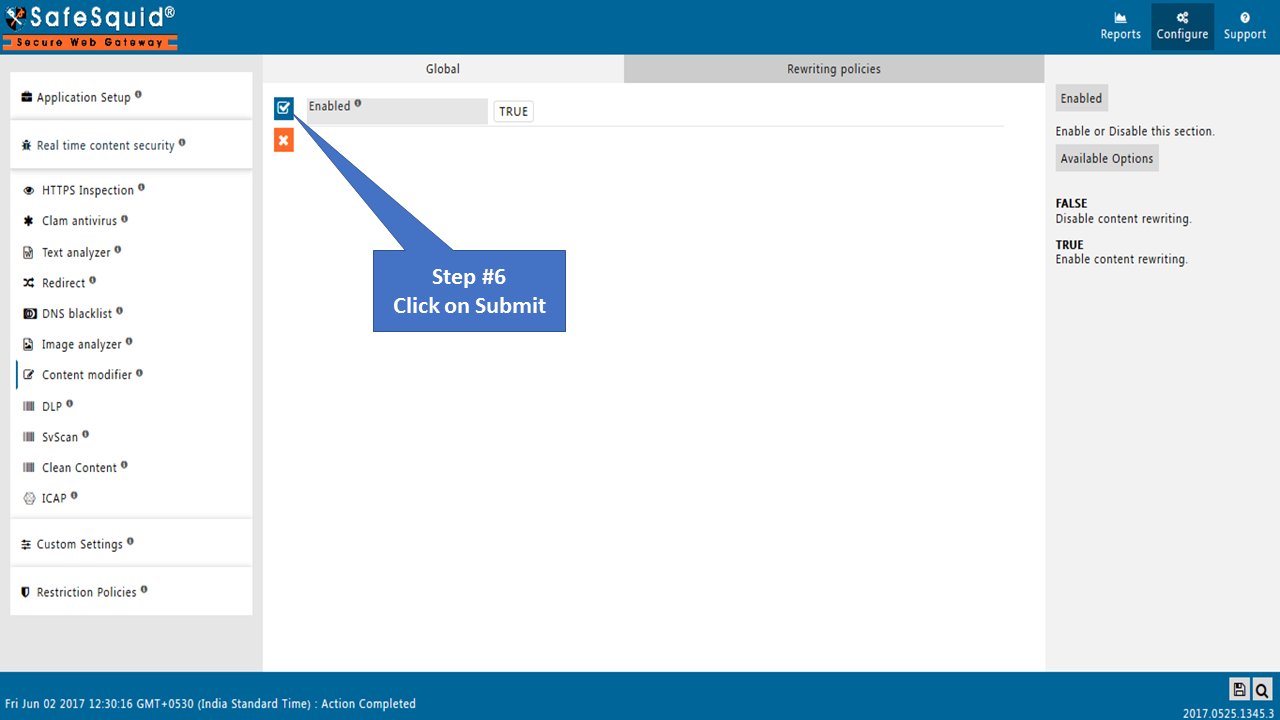 SafeSquid®
Secure Web Gateway
Reports
Configure
Support
Application Setup
Real time content security
HTTPS Inspection
Clam antivirus
Text analyzer
Redirect
DNS blacklist
Image analyzer
Content modifier
DLP
SvScan
Clean Content
ICAP
Custom Settings
Restriction Policies
Global
Rewriting policies
Enabled
TRUE
Step #6
Click on Submit
Enabled
Enable or Disable this section.
Available Options
FALSE
Disable content rewriting.
TRUE
Enable content rewriting.
Fri Jun 02 2017 12:30:16 GMT+0530 (India Standard Time) : Action Completed
2017.0525.1345.3